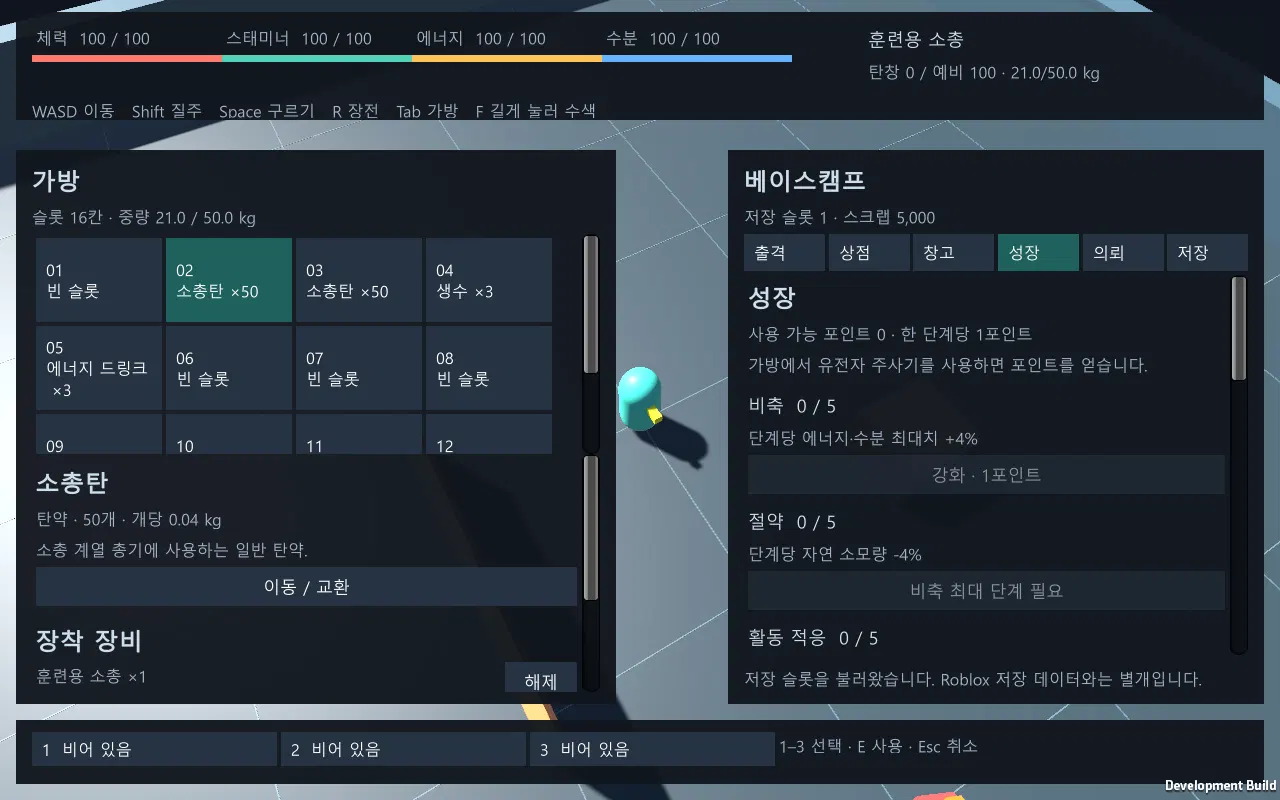 체력 100 / 100 스태미너 100 / 100 에너지 100 / 100 수분 100 / 100
훈련용 소총
탄창 0 / 예비 100 · 21.0/50.0 kg
WASD 이동 Shift 질주 Space 구르기 R 장전 Tab 가방 F 길게 눌러 수색
가방
슬롯 16칸 · 중량 21.0 / 50.0 kg
01
빈 슬롯
02
소총탄 ×50
03
소총탄 ×50
04
생수 ×3
05
에너지 드링크
×3
06
빈 슬롯
07
빈 슬롯
08
빈 슬롯
09
10
11
12
소총탄
탄약 · 50개 · 개당 0.04 kg
소총 계열 총기에 사용하는 일반 탄약.
이동 / 교환
장착 장비
훈련용 소총 ×1
해제
베이스캠프
저장 슬롯 1 · 스크랩 5,000
출격 상점 창고 성장 의뢰 저장
성장
사용 가능 포인트 0 · 한 단계당 1포인트
가방에서 유전자 주사기를 사용하면 포인트를 얻습니다.
비축 0 / 5
단계당 에너지·수분 최대치 +4%
강화 · 1포인트
절약 0 / 5
단계당 자연 소모량 -4%
비축 최대 단계 필요
활동 적응 0 / 5
저장 슬롯을 불러왔습니다. Roblox 저장 데이터와는 별개입니다.
1 비어 있음
2 비어 있음
3 비어 있음
1–3 선택 · E 사용 · Esc 취소
Development Build